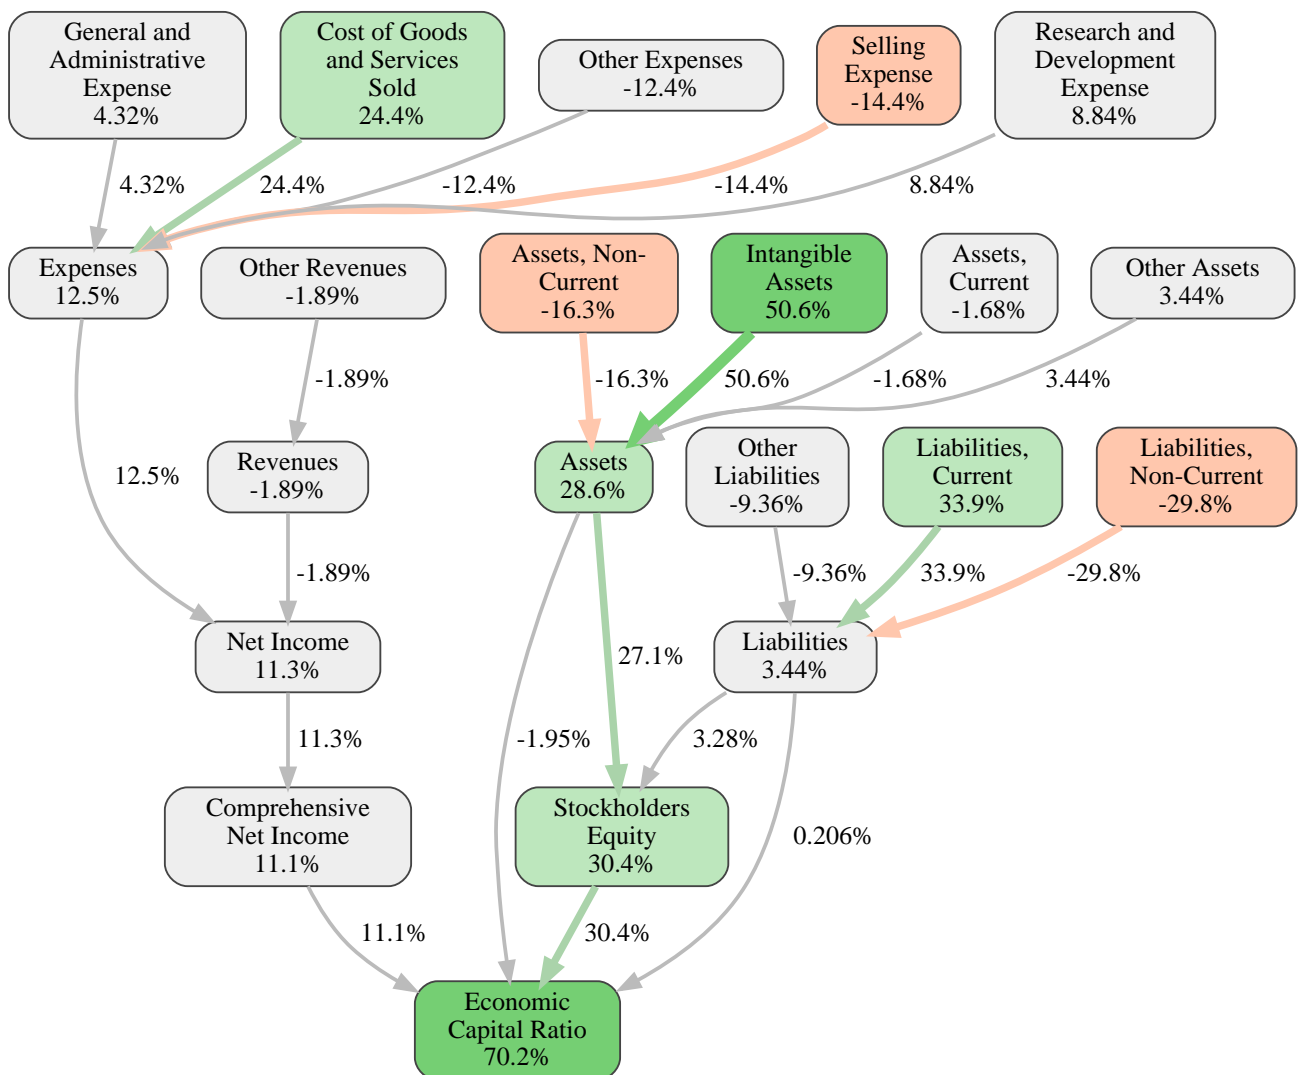 General and
Administrative
Expense
4.32%
Cost of Goods
and Services
Sold
24.4%
Other Expenses
-12.4%
Selling
Expense
-14.4%
Research and
Development
Expense
8.84%
4.32%
24.4%
-12.4%
-14.4%
8.84%
Expenses
12.5%
Other Revenues
-1.89%
Assets, Non-
Current
-16.3%
Intangible
Assets
50.6%
Assets,
Current
-1.68%
Other Assets
3.44%
-1.89%
-16.3%
50.6%
-1.68%
3.44%
12.5%
Revenues
-1.89%
Assets
28.6%
Other
Liabilities
-9.36%
Liabilities,
Current
33.9%
Liabilities,
Non-Current
-29.8%
-1.89%
-9.36%
33.9%
-29.8%
Net Income
11.3%
27.1%
Liabilities
3.44%
11.3%
-1.95%
3.28%
Comprehensive
Net Income
11.1%
Stockholders
Equity
30.4%
0.206%
11.1%
30.4%
Economic
Capital Ratio
70.2%